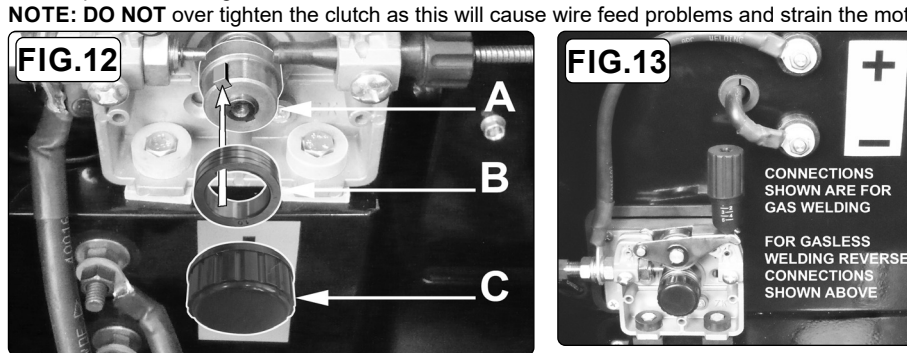 NOTE: DO NOT over tighten the clutch as this will cause wire feed problems and strain the mot
FIG.12
A
B
C
FIG.13
+
–
CONNECTIONS
SHOWN ARE FOR
GAS WELDING
FOR GASLESS
WELDING REVERSE
CONNECTIONS
SHOWN ABOVE